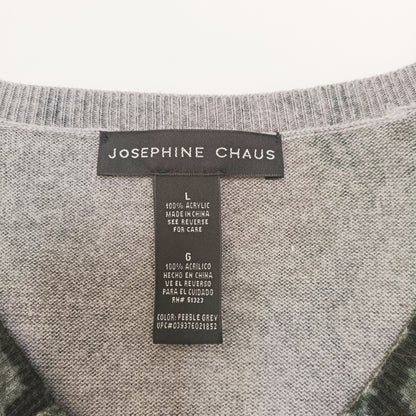 JOSEPHINE CHAUS
L
100% ACRYLIC
MADE IN CHINA
SEE REVERSE
FOR CARE
G
100% ACRILICO
HECHO EN CHINA
VE EL REVERSO
PARA EL CUIDADO
RN# 51323
COLOR: PEBBLE GREY
UPC#039376021852